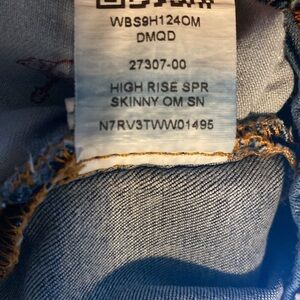 WBS9H124OM
DMQD
27307-00
HIGH RISE SPR
SKINNY OM SN
N7RV3TWW01495